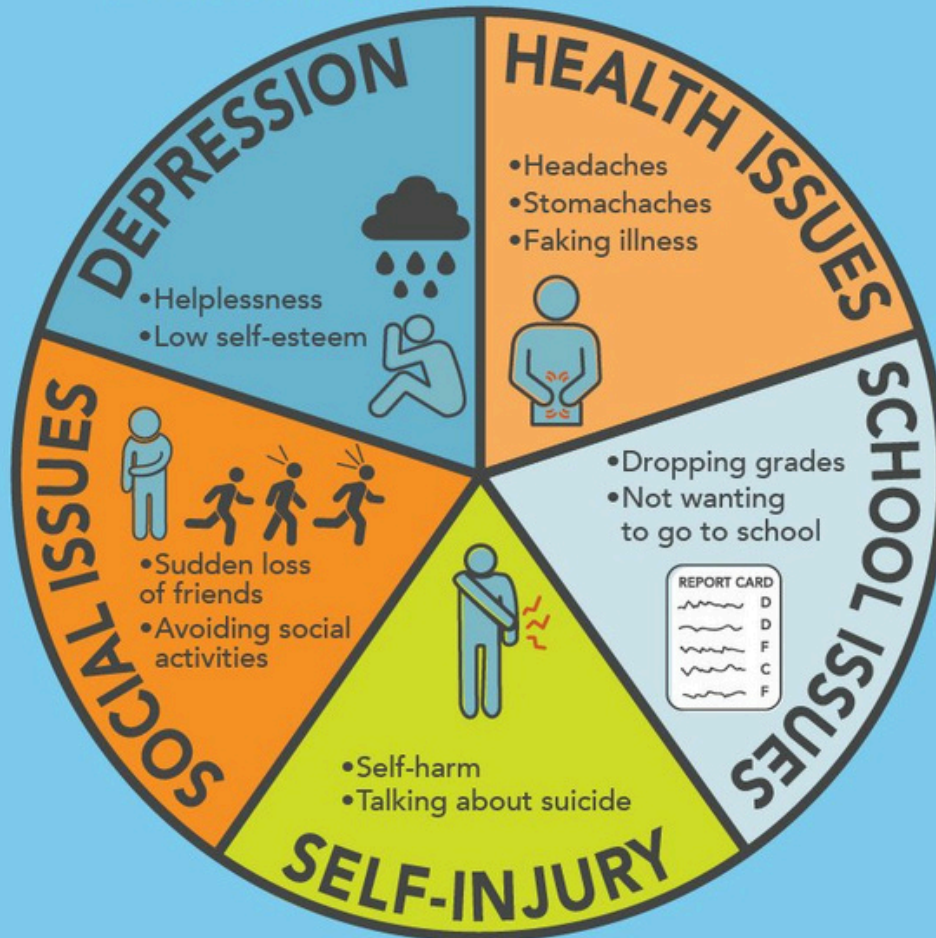 DEPRESSION
•Helplessness
•Low self-esteem
HEALTH ISSUES
•Headaches
•Stomachaches
•Faking illness
SCHOOL ISSUES
•Dropping grades
•Not wanting
to go to school
REPORT CARD
D
D
F
C
F
SELF-INJURY
•Self-harm
•Talking about suicide
SOCIAL ISSUES
•Sudden loss
of friends
•Avoiding social
activities